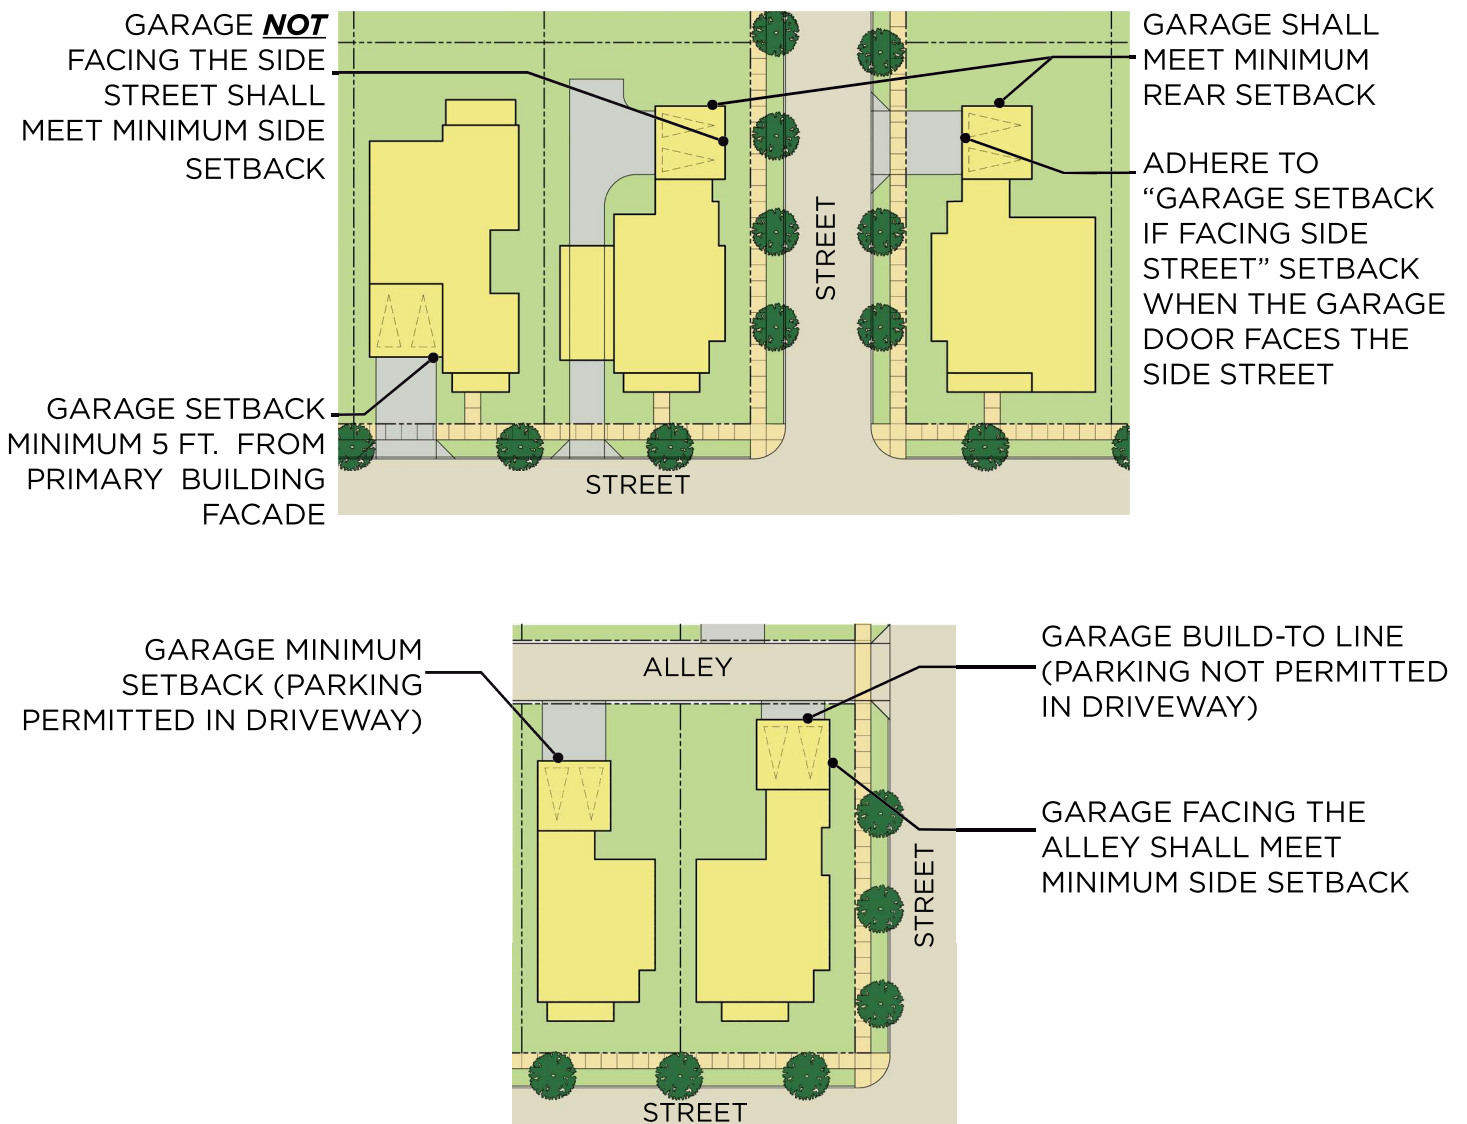 GARAGE NOT
FACING THE SIDE
STREET SHALL
MEET MINIMUM SIDE
SETBACK
GARAGE SHALL
MEET MINIMUM
REAR SETBACK
ADHERE TO
“GARAGE SETBACK
IF FACING SIDE
STREET” SETBACK
WHEN THE GARAGE
DOOR FACES THE
SIDE STREET
STREET
GARAGE SETBACK
MINIMUM 5 FT. FROM
PRIMARY BUILDING
FACADE
STREET
GARAGE MINIMUM
SETBACK (PARKING
PERMITTED IN DRIVEWAY)
ALLEY
GARAGE BUILD-TO LINE
(PARKING NOT PERMITTED
IN DRIVEWAY)
GARAGE FACING THE
ALLEY SHALL MEET
MINIMUM SIDE SETBACK
STREET
STREET